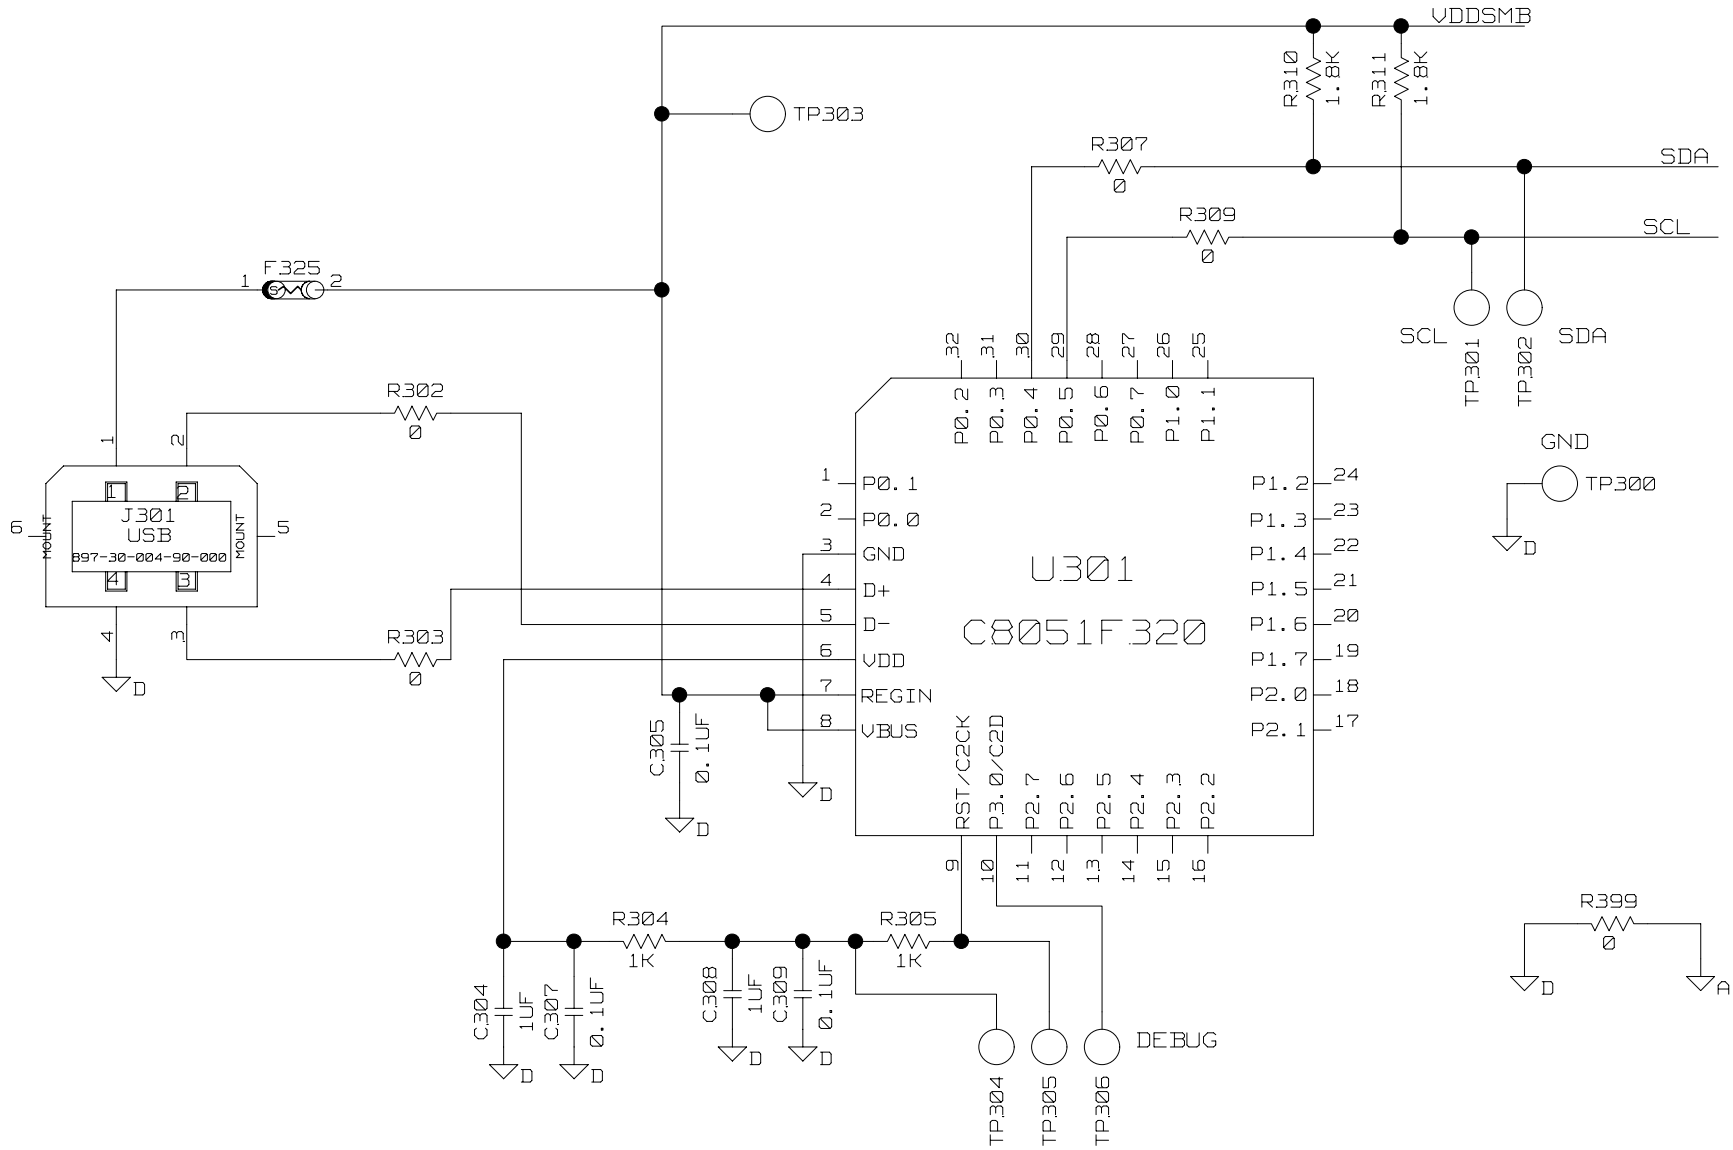 VDDSMB
R310
1.8K
R311
1.8K
TP303
R307
0
SDA
R309
0
SCL
F325
1
2
S
SCL
TP301
TP302
SDA
R302
0
1
2
6
MOUNT
1
2
J301
USB
897-30-004-90-000
4
3
MOUNT
5
4
3
D
R303
0
32
31
30
29
28
27
26
25
P0.2
P0.3
P0.4
P0.5
P0.6
P0.7
P1.0
P1.1
1
P0.1
2
P0.0
3
GND
4
D+
5
D-
6
VDD
7
REGIN
8
VBUS
U301
C8051F320
P1.2
24
P1.3
23
P1.4
22
P1.5
21
P1.6
20
P1.7
19
P2.0
18
P2.1
17
RST/C2CK
P3.0/C2D
P2.7
P2.6
P2.5
P2.4
P2.3
P2.2
9
10
11
12
13
14
15
16
GND
TP300
D
C305
0.1UF
D
D
R304
1K
R305
1K
C304
1UF
D
C307
0.1UF
D
C308
1UF
D
C309
0.1UF
D
DEBUG
TP304
TP305
TP306
R399
0
D
A